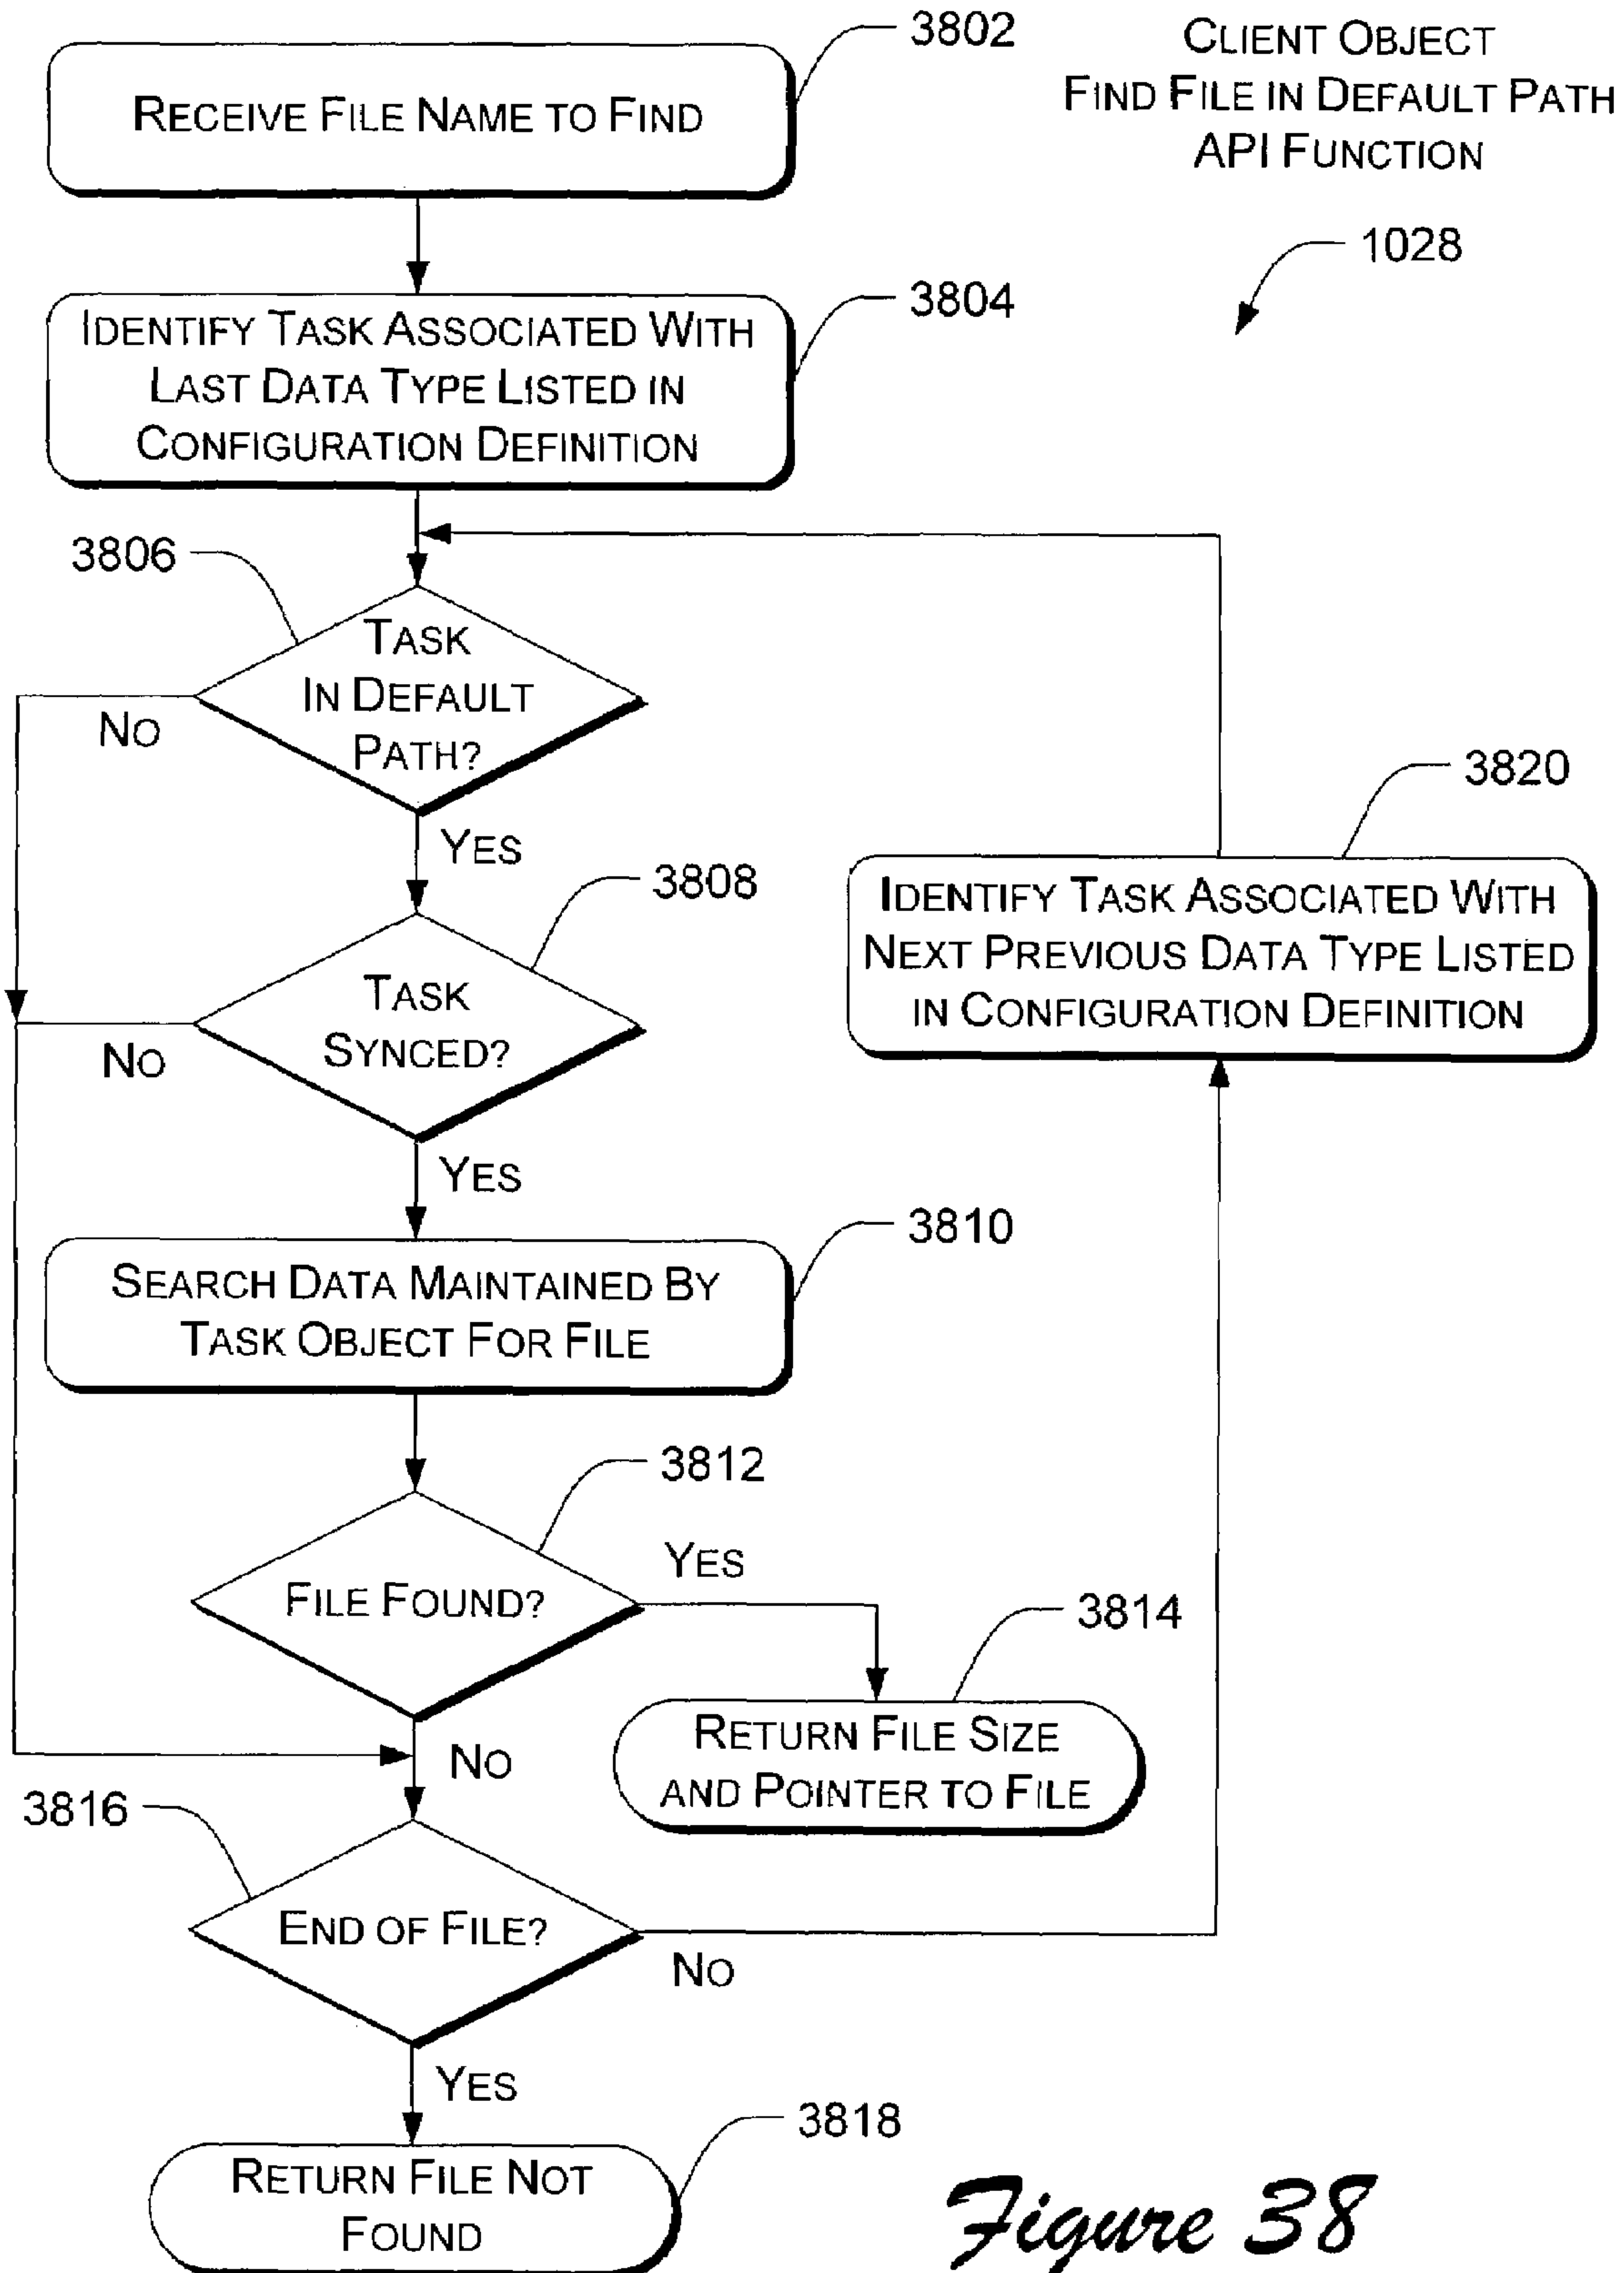 3802
CLIENT OBJECT
FIND FILE IN DEFAULT PATH
API FUNCTION
1028
RECEIVE FILE NAME TO FIND
3804
IDENTIFY TASK ASSOCIATED WITH
LAST DATA TYPE LISTED IN
CONFIGURATION DEFINITION
3806
TASK
IN DEFAULT
PATH?
NO
YES
3808
TASK
SYNCED?
NO
YES
3820
IDENTIFY TASK ASSOCIATED WITH
NEXT PREVIOUS DATA TYPE LISTED
IN CONFIGURATION DEFINITION
3810
SEARCH DATA MAINTAINED BY
TASK OBJECT FOR FILE
3812
FILE FOUND?
YES
NO
3814
RETURN FILE SIZE
AND POINTER TO FILE
3816
END OF FILE?
NO
YES
3818
RETURN FILE NOT
FOUND
Figure 38